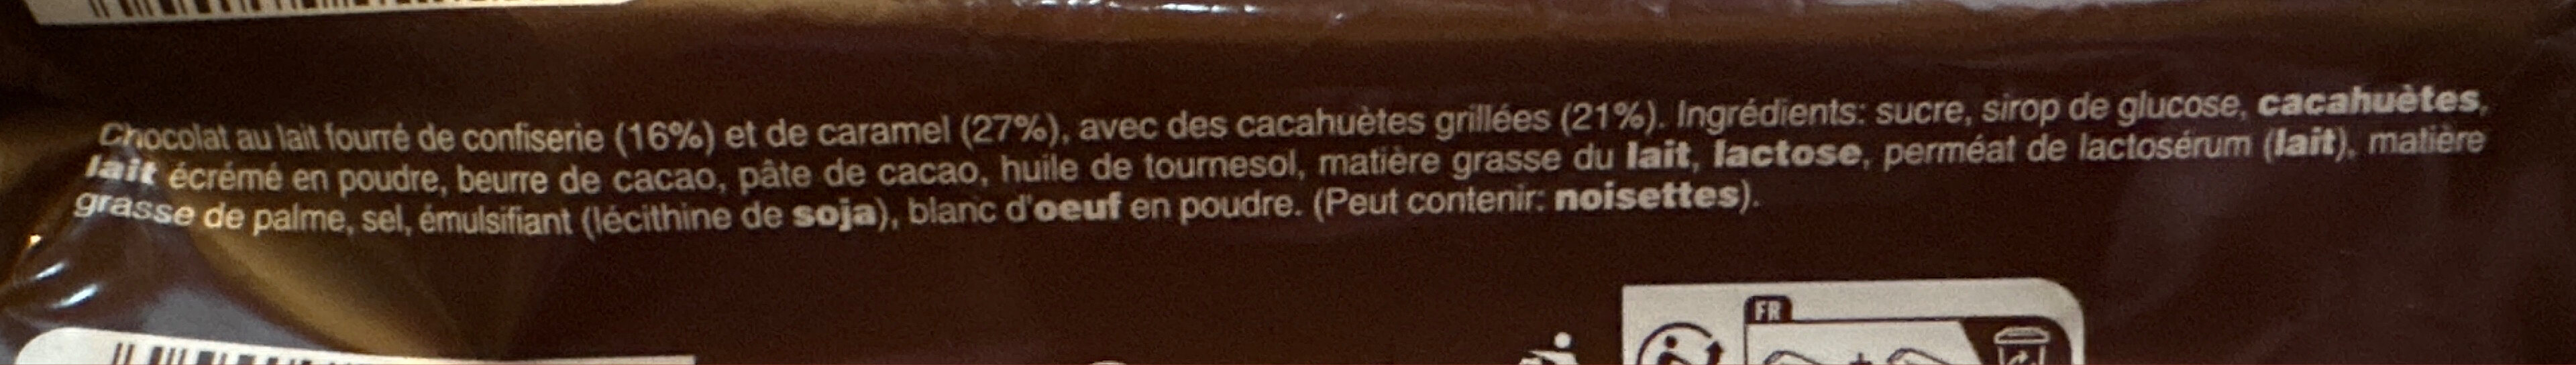 Chocolat au lait fourré de confiserie (16%) et de caramel (27%), avec des cacahuètes grillées (21%). Ingrédients: sucre, sirop de glucose, cacahuètes,
lait écrémé en poudre, beurre de cacao, pâte de cacao, huile de tournesol, matière grasse du lait, lactose, perméat de lactosérum (lait), matière
grasse de palme, sel, émulsifiant (lécithine de soja), blanc d'oeuf en poudre. (Peut contenir: noisettes).
FR